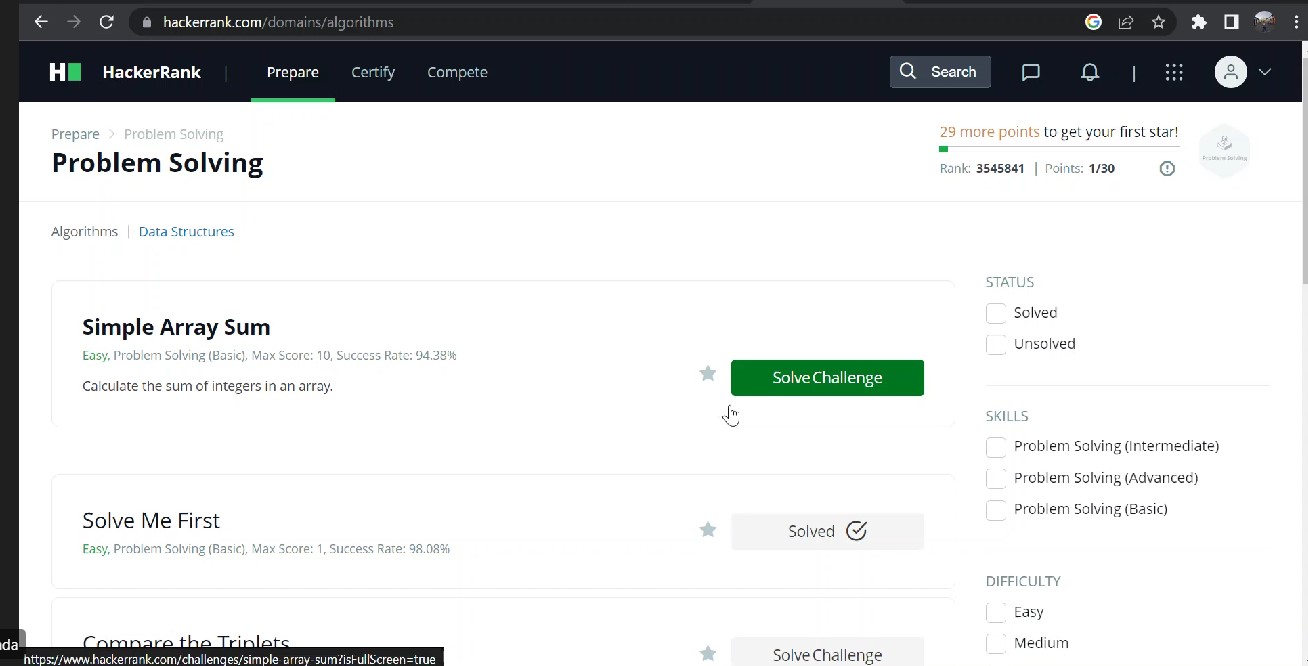 hackerrank.com/domains/algorithms
H HackerRank | Prepare Certify Compete Search |
Prepare > Problem Solving
Problem Solving
29 more points to get your first star!
Rank: 3545841 | Points: 1/30
Problem Solving
Algorithms | Data Structures
Simple Array Sum
Easy, Problem Solving (Basic), Max Score: 10, Success Rate: 94.38%
Calculate the sum of integers in an array.
Solve Challenge
Solve Me First
Easy, Problem Solving (Basic), Max Score: 1, Success Rate: 98.08%
Solved
Compare the Triplets
Solve Challenge
STATUS
Solved
Unsolved
SKILLS
Problem Solving (Intermediate)
Problem Solving (Advanced)
Problem Solving (Basic)
DIFFICULTY
Easy
Medium
https://www.hackerrank.com/challenges/simple-array-sum?isFullScreen=true